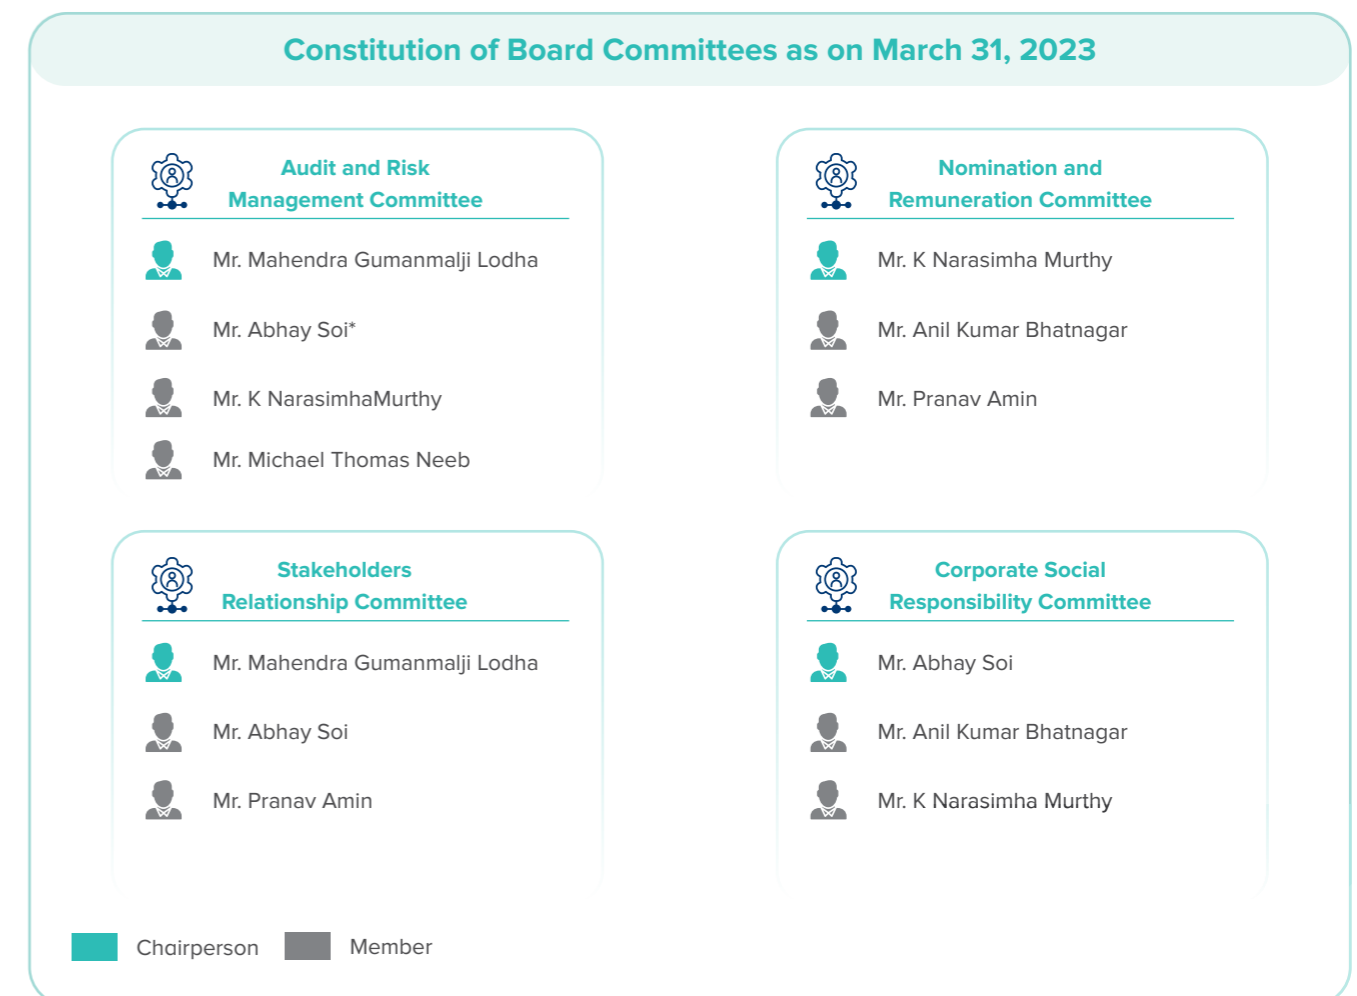 Constitution of Board Committees as on March 31, 2023
Audit and Risk
Management Committee
Mr. Mahendra Gumanmalji Lodha
Mr. Abhay Soi*
Mr. K NarasimhaMurthy
Mr. Michael Thomas Neeb
Nomination and
Remuneration Committee
Mr. K Narasimha Murthy
Mr. Anil Kumar Bhatnagar
Mr. Pranav Amin
Stakeholders
Relationship Committee
Mr. Mahendra Gumanmalji Lodha
Mr. Abhay Soi
Mr. Pranav Amin
Corporate Social
Responsibility Committee
Mr. Abhay Soi
Mr. Anil Kumar Bhatnagar
Mr. K Narasimha Murthy
Chairperson
Member